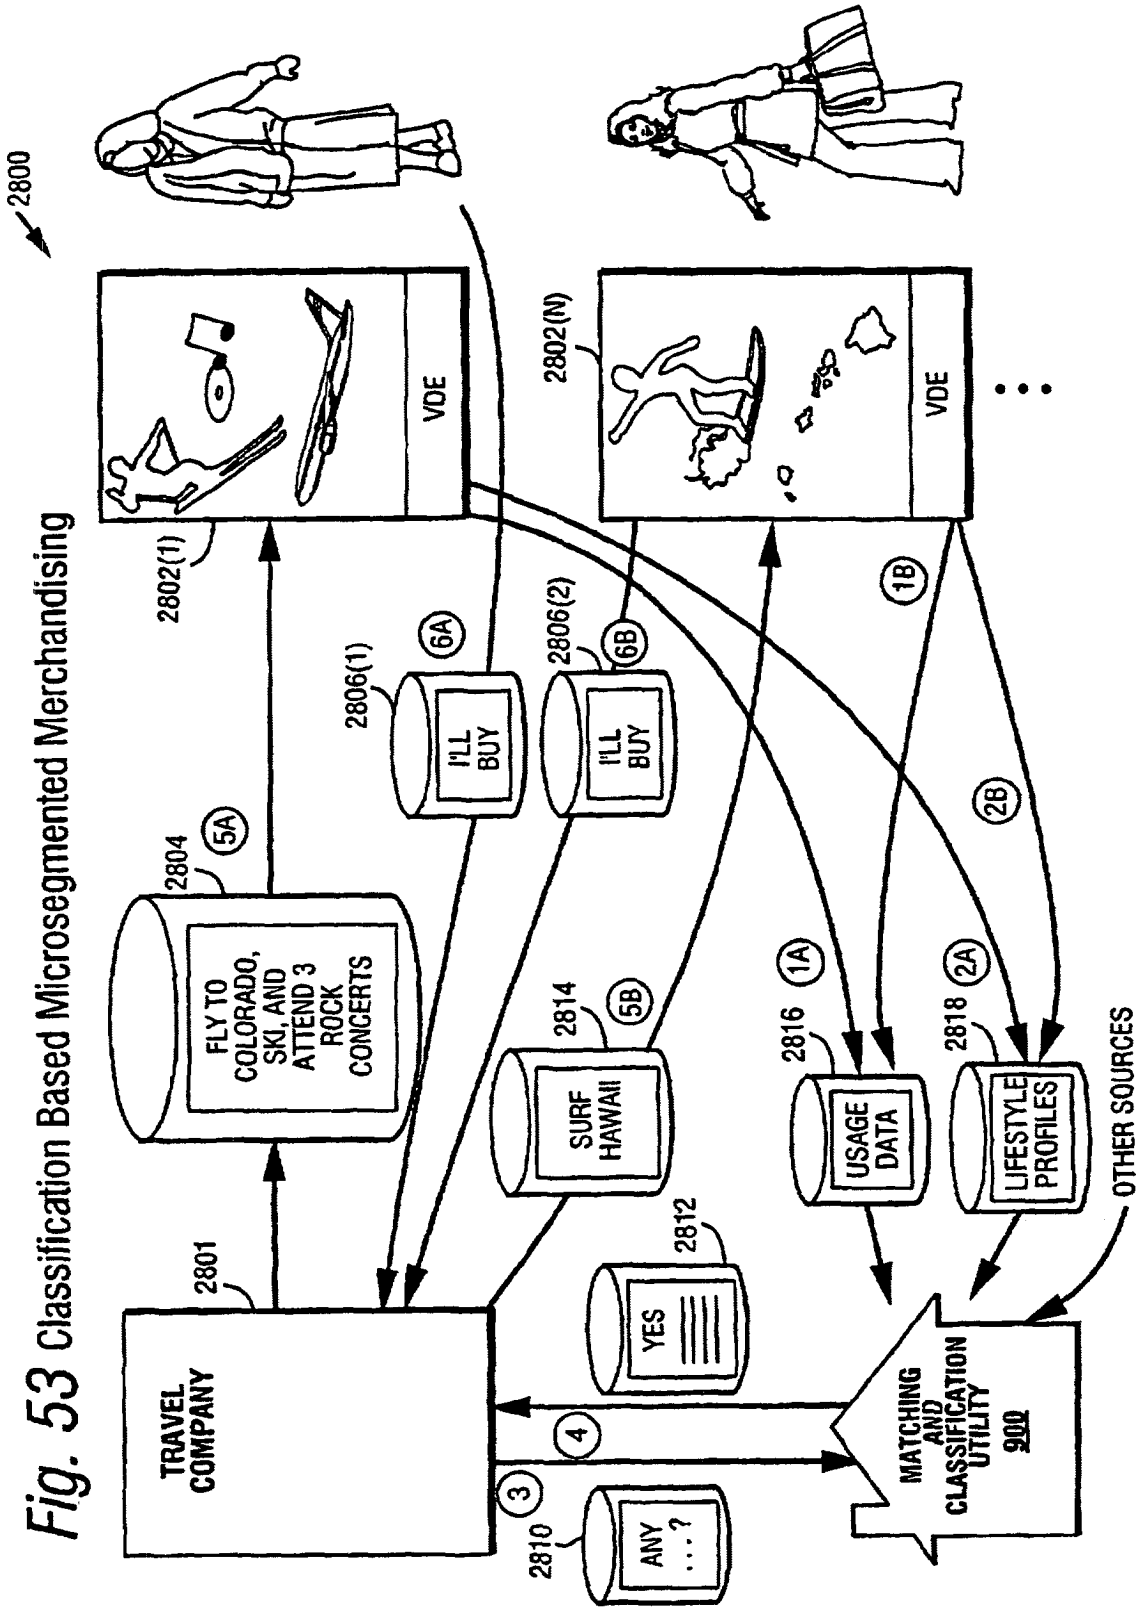 Fig. 53 Classification Based Microsegmented Merchandising
2800
TRAVEL
COMPANY
2801
FLY TO
COLORADO,
SKI, AND
ATTEND 3
ROCK
CONCERTS
2804
5A
2802(1)
VDE
2806(1)
6A
I'LL
BUY
2806(2)
6B
I'LL
BUY
2802(N)
VDE
SURF
HAWAII
2814
5B
3
4
2810
ANY
...?
YES
2812
MATCHING
AND
CLASSIFICATION
UTILITY
900
USAGE
DATA
2816
1A
1B
LIFESTYLE
PROFILES
2818
2A
2B
OTHER SOURCES